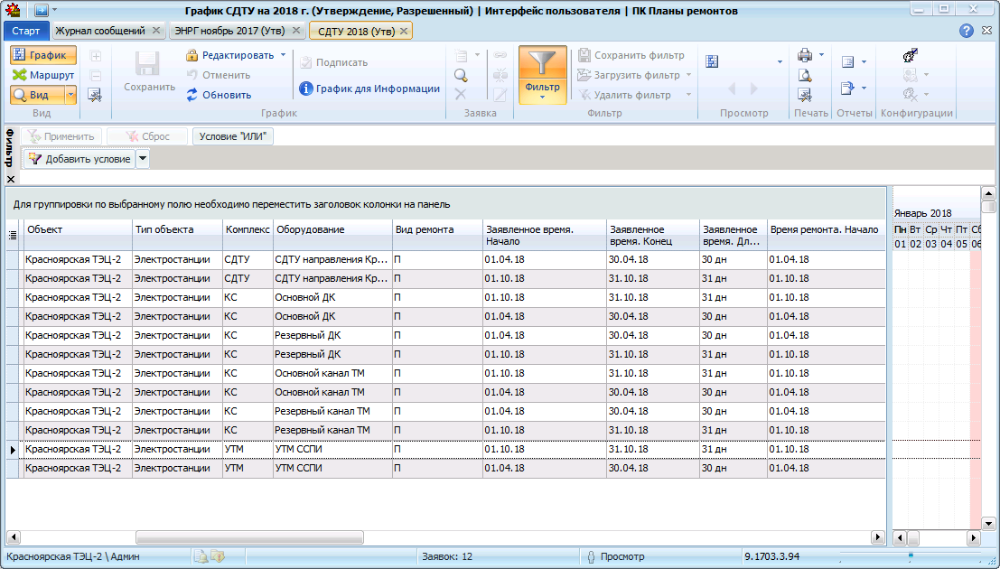 График СДТУ на 2018 г. (Утверждение, Разрешенный) | Интерфейс пользователя | ПК Планы ремонтов
Старт Журнал сообщений ЭНРГ ноябрь 2017 (Утв) СДТУ 2018 (Утв)
График Редактировать Подписать Сохранить фильтр
Маршрут Отменить Загрузить фильтр
Вид Сохранить Обновить График для Информации Фильтр Удалить фильтр
Вид График Заявка Фильтр Просмотр Печать Отчеты Конфигурации
Фильтр
Применить Сброс Условие "ИЛИ"
Добавить условие
Для группировки по выбранному полю необходимо переместить заголовок колонки на панель
Январь 2018
Объект Тип объекта Комплекс Оборудование Вид ремонта Заявленное время. Начало Заявленное время. Конец Заявленное время. Дл... Время ремонта. Начало
Пн Вт Ср Чт Пт Сб
01 02 03 04 05 06
Красноярская ТЭЦ-2 Электростанции СДТУ СДТУ направления Кр... П 01.04.18 30.04.18 30 дн 01.04.18
Красноярская ТЭЦ-2 Электростанции СДТУ СДТУ направления Кр... П 01.10.18 31.10.18 31 дн 01.10.18
Красноярская ТЭЦ-2 Электростанции КС Основной ДК П 01.10.18 31.10.18 31 дн 01.10.18
Красноярская ТЭЦ-2 Электростанции КС Основной ДК П 01.04.18 30.04.18 30 дн 01.04.18
Красноярская ТЭЦ-2 Электростанции КС Резервный ДК П 01.04.18 30.04.18 30 дн 01.04.18
Красноярская ТЭЦ-2 Электростанции КС Резервный ДК П 01.10.18 31.10.18 31 дн 01.10.18
Красноярская ТЭЦ-2 Электростанции КС Основной канал ТМ П 01.10.18 31.10.18 31 дн 01.10.18
Красноярская ТЭЦ-2 Электростанции КС Основной канал ТМ П 01.04.18 30.04.18 30 дн 01.04.18
Красноярская ТЭЦ-2 Электростанции КС Резервный канал ТМ П 01.04.18 30.04.18 30 дн 01.04.18
Красноярская ТЭЦ-2 Электростанции КС Резервный канал ТМ П 01.10.18 31.10.18 31 дн 01.10.18
Красноярская ТЭЦ-2 Электростанции УТМ УТМ ССПИ П 01.10.18 31.10.18 31 дн 01.10.18
Красноярская ТЭЦ-2 Электростанции УТМ УТМ ССПИ П 01.04.18 30.04.18 30 дн 01.04.18
Красноярская ТЭЦ-2 \ Админ Заявок: 12 Просмотр 9.1703.3.94